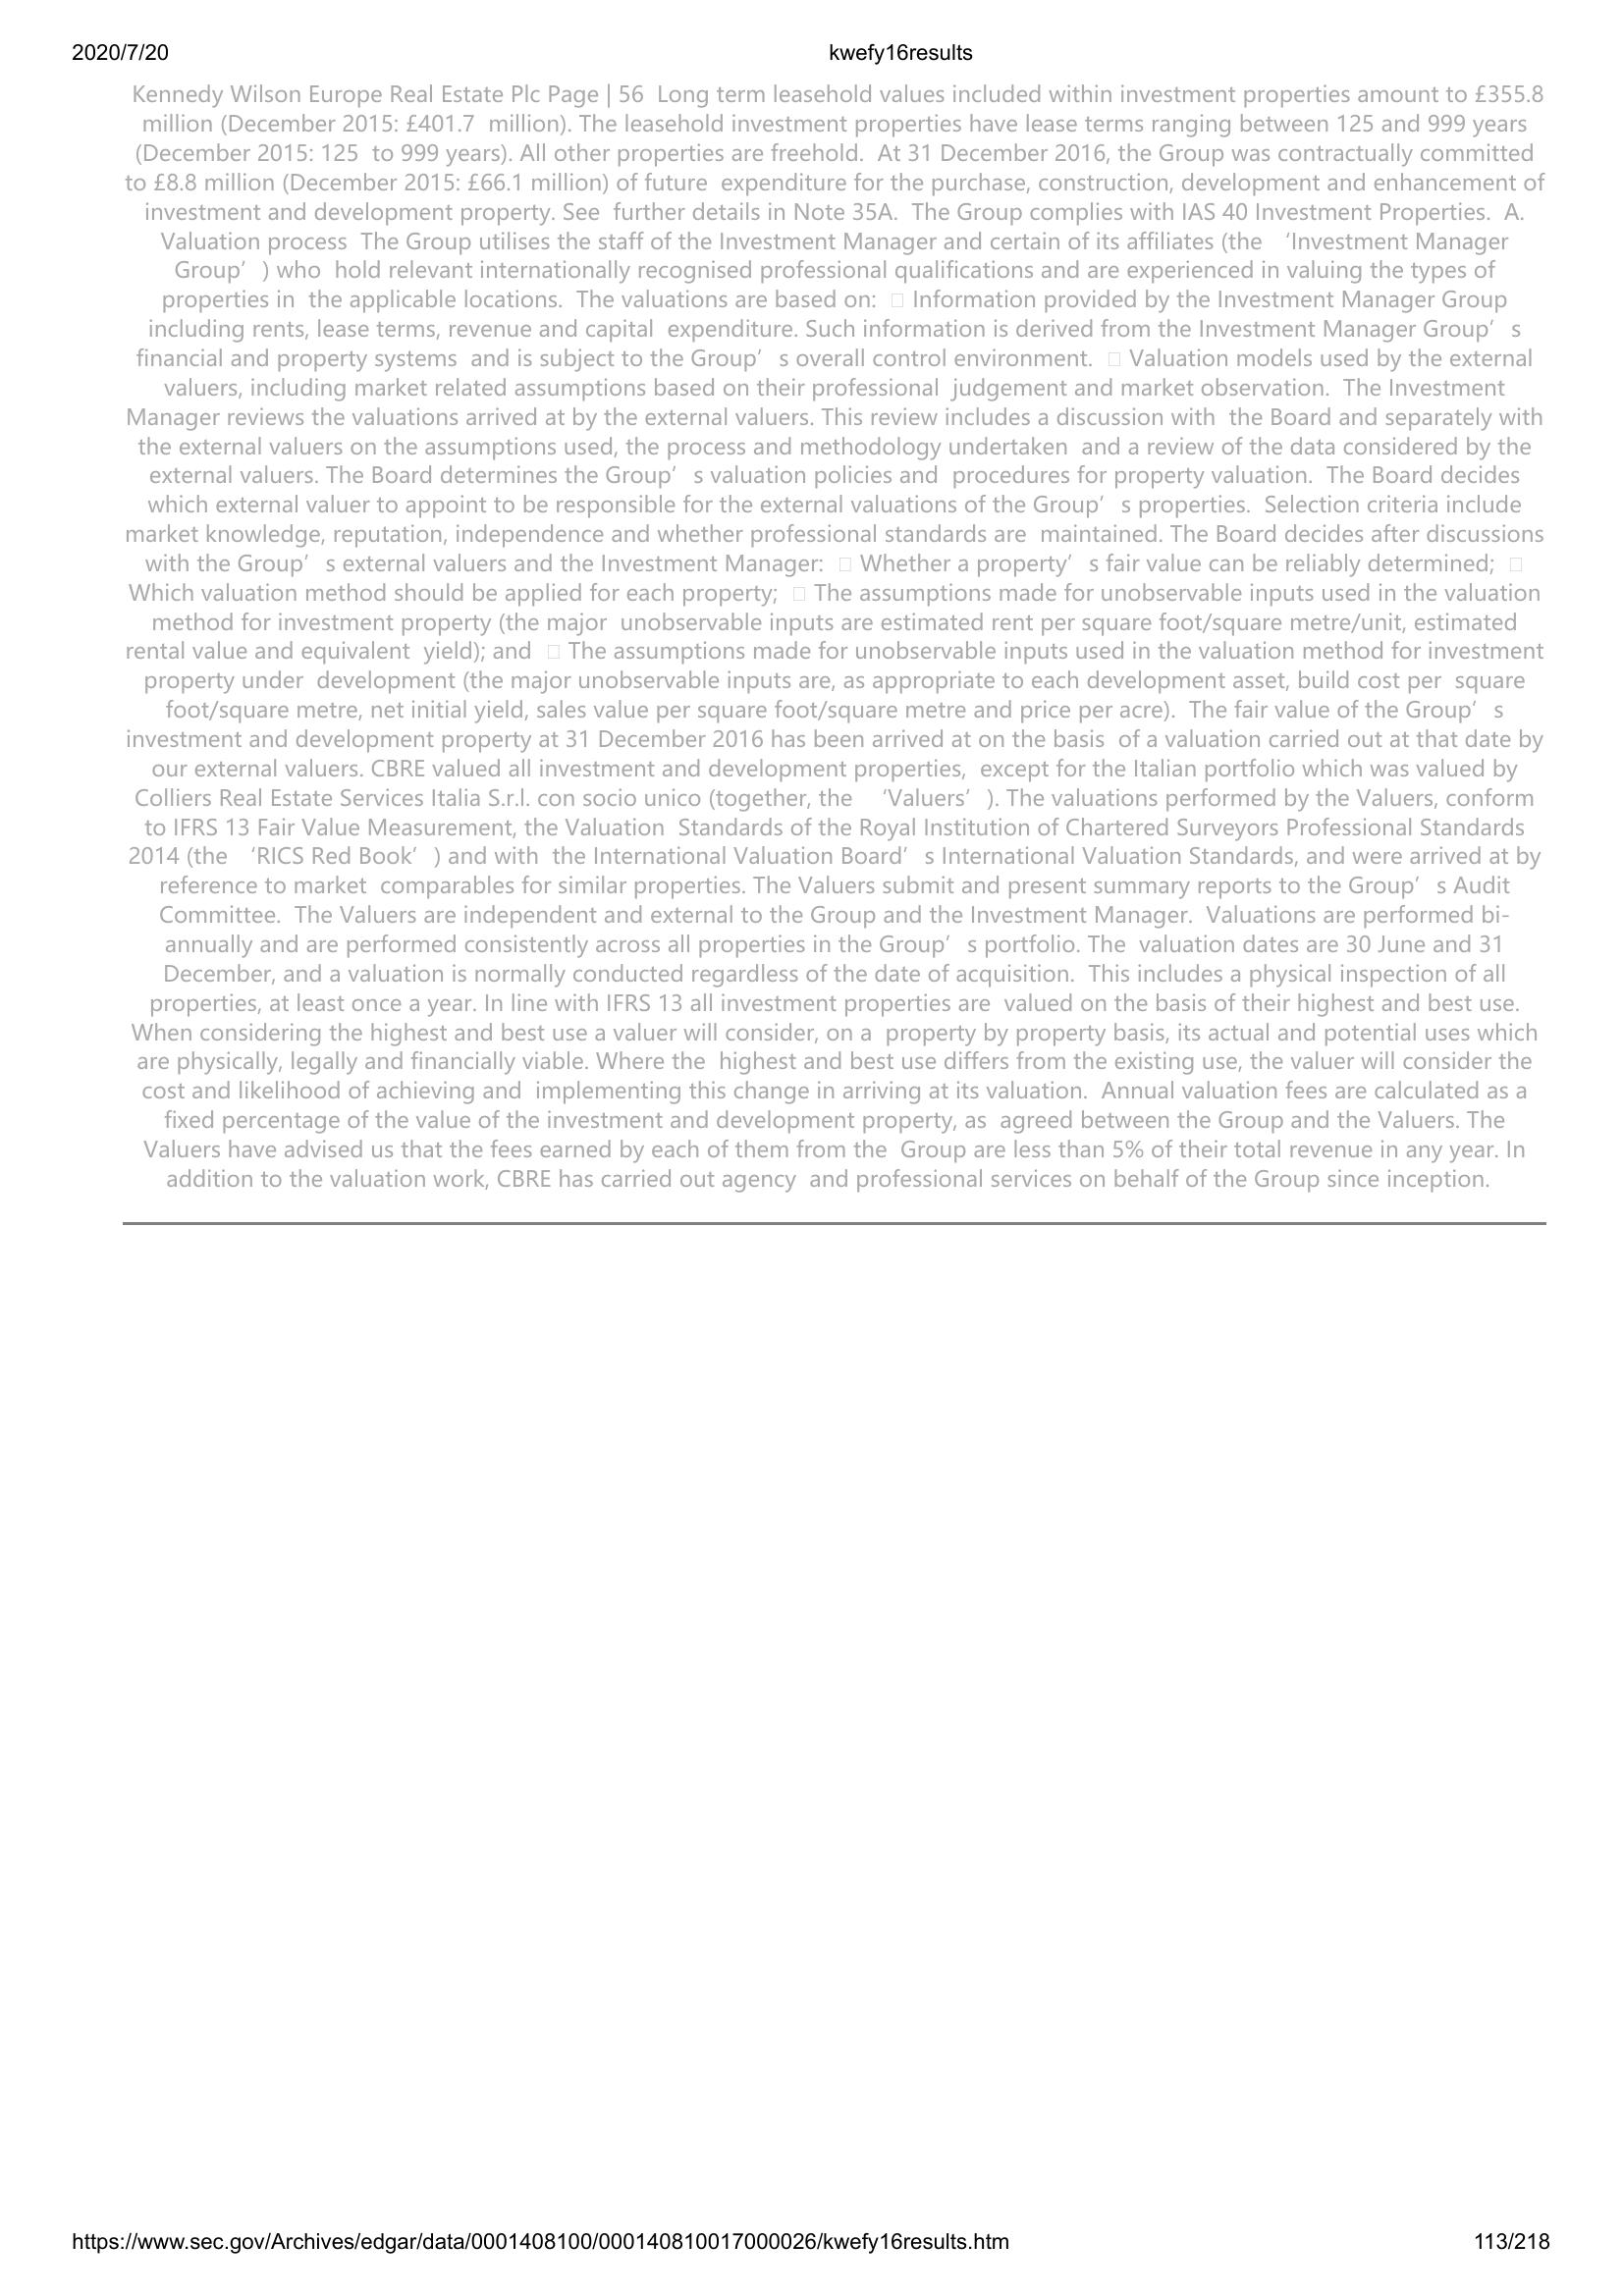 2020/7/20
kwefy16results
Kennedy Wilson Europe Real Estate Plc Page | 56  Long term leasehold values included within investment properties amount to £355.8
million (December 2015: £401.7  million). The leasehold investment properties have lease terms ranging between 125 and 999 years
(December 2015: 125  to 999 years). All other properties are freehold.  At 31 December 2016, the Group was contractually committed
to £8.8 million (December 2015: £66.1 million) of future  expenditure for the purchase, construction, development and enhancement of
investment and development property. See  further details in Note 35A.  The Group complies with IAS 40 Investment Properties.  A.
Valuation process  The Group utilises the staff of the Investment Manager and certain of its affiliates (the ‘Investment Manager
Group’) who  hold relevant internationally recognised professional qualifications and are experienced in valuing the types of
properties in  the applicable locations.  The valuations are based on:  Information provided by the Investment Manager Group
including rents, lease terms, revenue and capital  expenditure. Such information is derived from the Investment Manager Group’s
financial and property systems  and is subject to the Group’s overall control environment.  Valuation models used by the external
valuers, including market related assumptions based on their professional  judgement and market observation.  The Investment
Manager reviews the valuations arrived at by the external valuers. This review includes a discussion with  the Board and separately with
the external valuers on the assumptions used, the process and methodology undertaken  and a review of the data considered by the
external valuers. The Board determines the Group’s valuation policies and  procedures for property valuation.  The Board decides
which external valuer to appoint to be responsible for the external valuations of the Group’s properties.  Selection criteria include
market knowledge, reputation, independence and whether professional standards are  maintained. The Board decides after discussions
with the Group’s external valuers and the Investment Manager:  Whether a property’s fair value can be reliably determined;
Which valuation method should be applied for each property;  The assumptions made for unobservable inputs used in the valuation
method for investment property (the major  unobservable inputs are estimated rent per square foot/square metre/unit, estimated
rental value and equivalent  yield); and  The assumptions made for unobservable inputs used in the valuation method for investment
property under  development (the major unobservable inputs are, as appropriate to each development asset, build cost per  square
foot/square metre, net initial yield, sales value per square foot/square metre and price per acre).  The fair value of the Group’s
investment and development property at 31 December 2016 has been arrived at on the basis  of a valuation carried out at that date by
our external valuers. CBRE valued all investment and development properties,  except for the Italian portfolio which was valued by
Colliers Real Estate Services Italia S.r.l. con socio unico (together, the ‘Valuers’). The valuations performed by the Valuers, conform
to IFRS 13 Fair Value Measurement, the Valuation  Standards of the Royal Institution of Chartered Surveyors Professional Standards
2014 (the ‘RICS Red Book’) and with  the International Valuation Board’s International Valuation Standards, and were arrived at by
reference to market  comparables for similar properties. The Valuers submit and present summary reports to the Group’s Audit
Committee.  The Valuers are independent and external to the Group and the Investment Manager.  Valuations are performed bi-
annually and are performed consistently across all properties in the Group’s portfolio. The  valuation dates are 30 June and 31
December, and a valuation is normally conducted regardless of the date of acquisition.  This includes a physical inspection of all
properties, at least once a year. In line with IFRS 13 all investment properties are  valued on the basis of their highest and best use.
When considering the highest and best use a valuer will consider, on a  property by property basis, its actual and potential uses which
are physically, legally and financially viable. Where the  highest and best use differs from the existing use, the valuer will consider the
cost and likelihood of achieving and  implementing this change in arriving at its valuation.  Annual valuation fees are calculated as a
fixed percentage of the value of the investment and development property, as  agreed between the Group and the Valuers. The
Valuers have advised us that the fees earned by each of them from the  Group are less than 5% of their total revenue in any year. In
addition to the valuation work, CBRE has carried out agency  and professional services on behalf of the Group since inception.
https://www.sec.gov/Archives/edgar/data/0001408100/000140810017000026/kwefy16results.htm
113/218